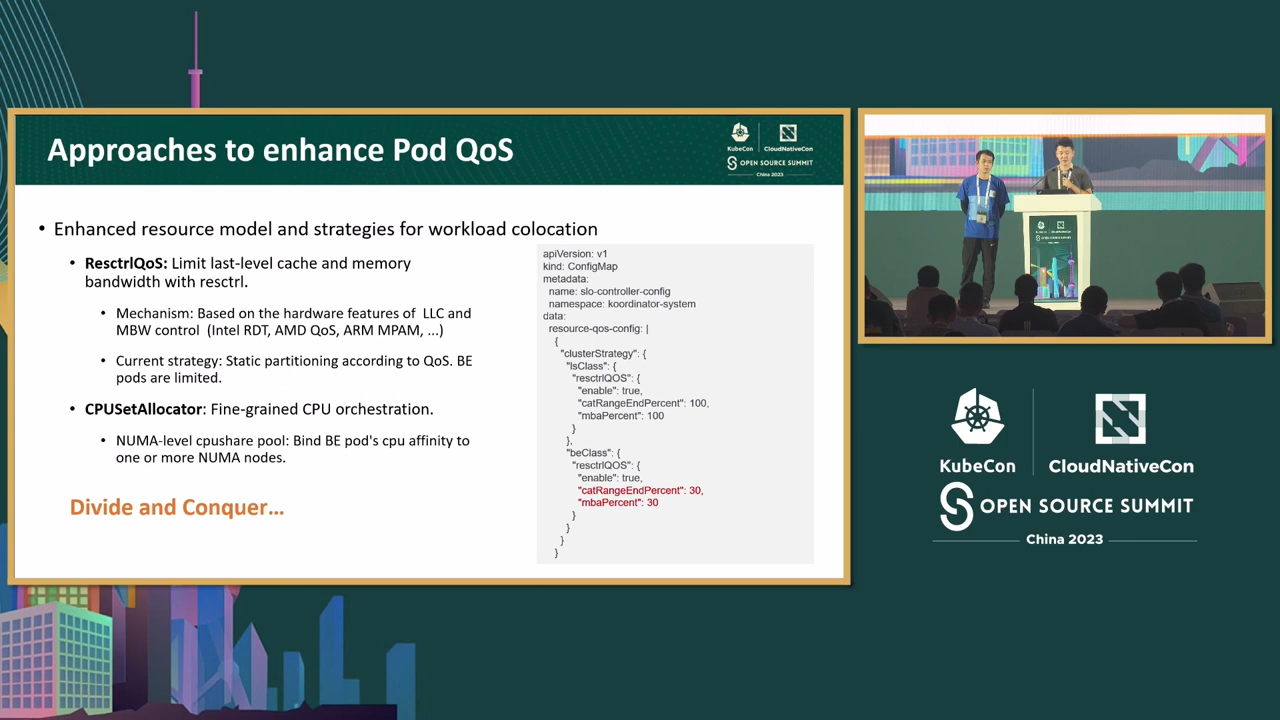 Approaches to enhance Pod QoS
KubeCon
CloudNativeCon
OPEN SOURCE SUMMIT
China 2023
• Enhanced resource model and strategies for workload colocation
• ResctrlQoS: Limit last-level cache and memory
bandwidth with resctrl.
• Mechanism: Based on the hardware features of LLC and
MBW control (Intel RDT, AMD QoS, ARM MPAM, ...)
• Current strategy: Static partitioning according to QoS. BE
pods are limited.
• CPUSetAllocator: Fine-grained CPU orchestration.
• NUMA-level cpushare pool: Bind BE pod's cpu affinity to
one or more NUMA nodes.
Divide and Conquer...
apiVersion: v1
kind: ConfigMap
metadata:
name: slo-controller-config
namespace: koordinator-system
data:
resource-qos-config: |
{
"clusterStrategy": {
"lsClass": {
"resctrlQOS": {
"enable": true,
"catRangeEndPercent": 100,
"mbaPercent": 100
}
},
"beClass": {
"resctrlQOS": {
"enable": true,
"catRangeEndPercent": 30,
"mbaPercent": 30
}
}
}
}
KubeCon
CloudNativeCon
OPEN SOURCE SUMMIT
China 2023